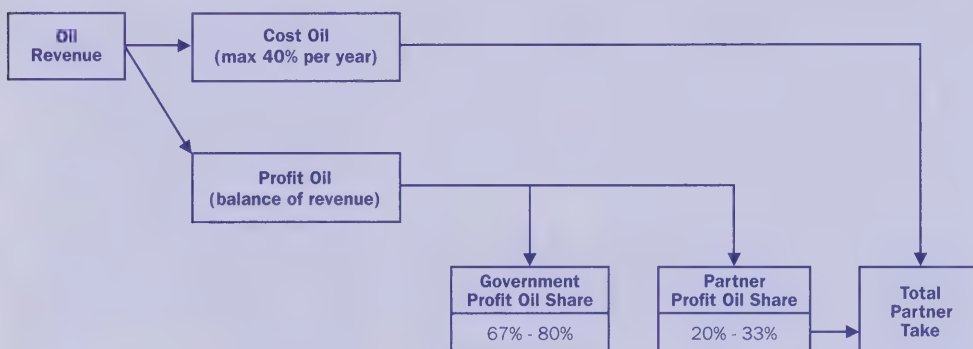 Oil
Revenue
Cost Oil
(max 40% per year)
Profit Oil
(balance of revenue)
Government
Profit Oil Share
67% - 80%
Partner
Profit Oil Share
20% - 33%
Total
Partner
Take